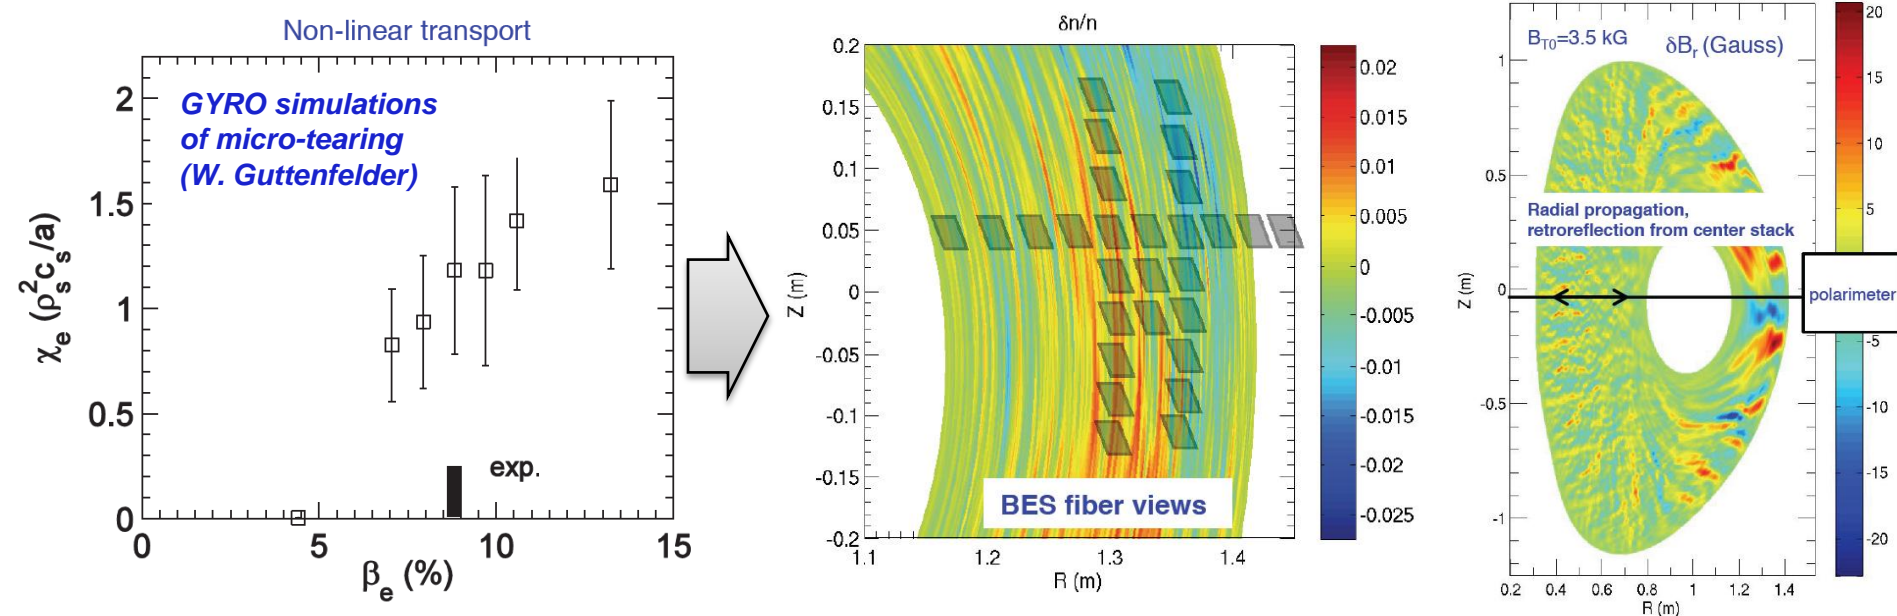 Non-linear transport
GYRO simulations
of micro-tearing
(W. Guttenfelder)
2
1.5
1
0.5
0
χe (ρs²cs/a)
exp.
0
5
10
15
βe (%)
δn/n
0.2
0.15
0.1
0.05
0
-0.05
-0.1
-0.15
-0.2
Z (m)
BES fiber views
1.1
1.2
1.3
1.4
R (m)
0.02
0.015
0.01
0.005
0
-0.005
-0.01
-0.015
-0.02
-0.025
BT0=3.5 kG
δBr (Gauss)
1
0.5
Radial propagation,
retroreflection from center stack
0
-0.5
-1
Z (m)
polarimeter
0.2
0.4
0.6
0.8
1
1.2
1.4
R (m)
20
15
10
5
-5
-10
-15
-20